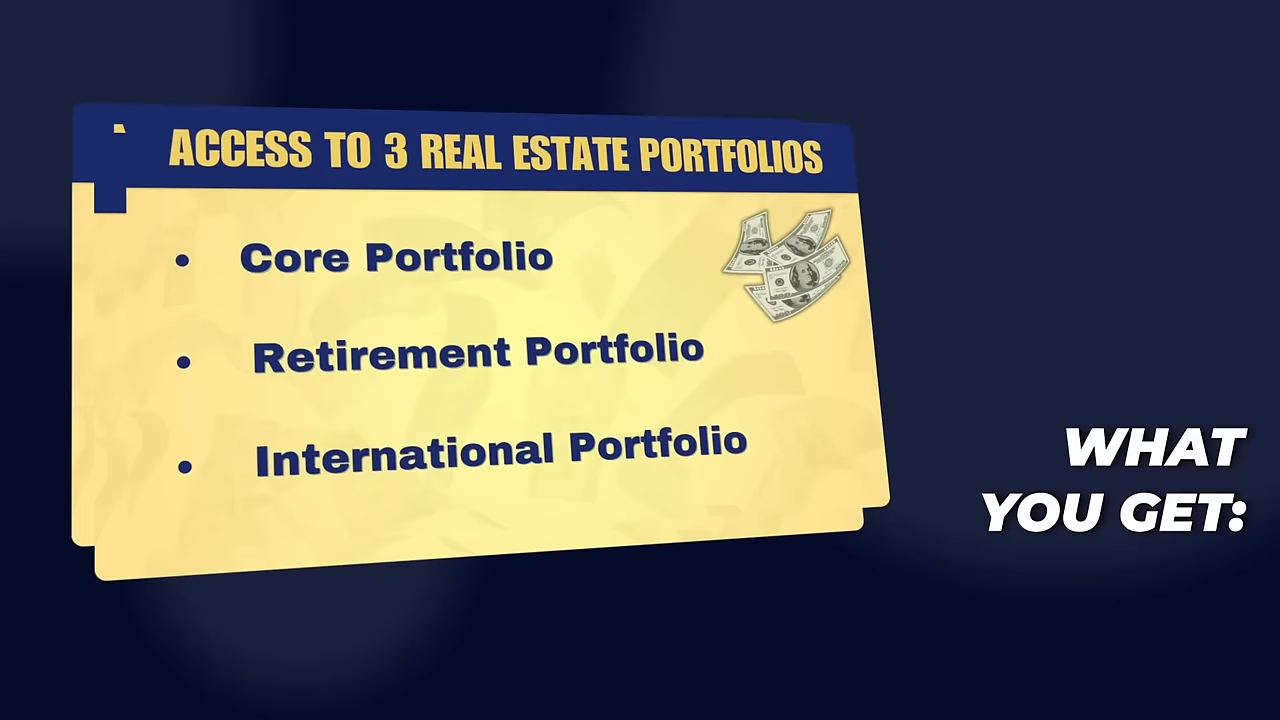 ACCESS TO 3 REAL ESTATE PORTFOLIOS
• Core Portfolio
• Retirement Portfolio
• International Portfolio
WHAT
YOU GET: